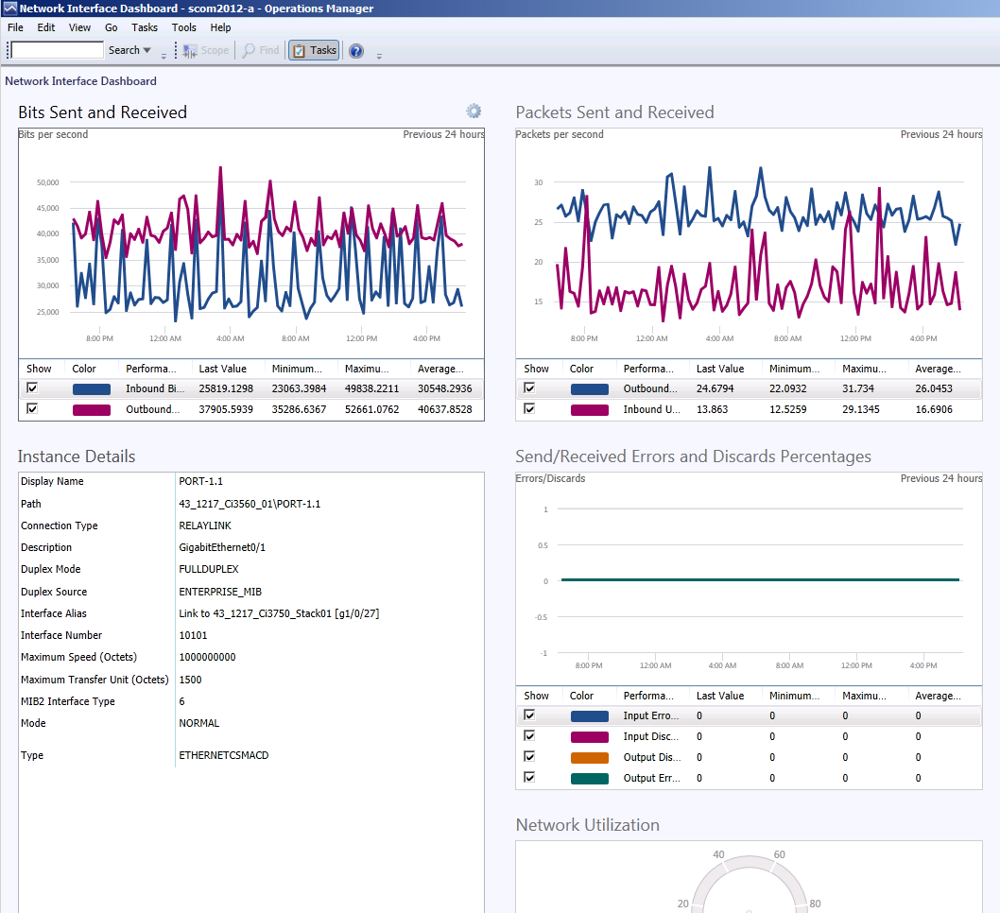 Network Interface Dashboard - scom2012-a - Operations Manager
File Edit View Go Tasks Tools Help
Search Scope Find Tasks
Network Interface Dashboard
Bits Sent and Received
Bits per second Previous 24 hours
50,000
45,000
40,000
35,000
30,000
25,000
8:00 PM 12:00 AM 4:00 AM 8:00 AM 12:00 PM 4:00 PM
Show Color Performa... Last Value Minimum... Maximu... Average...
Inbound Bi... 25819.1298 23063.3984 49838.2211 30548.2936
Outbound... 37905.5939 35286.6367 52661.0762 40637.8528
Packets Sent and Received
Packets per second Previous 24 hours
30
25
20
15
8:00 PM 12:00 AM 4:00 AM 8:00 AM 12:00 PM 4:00 PM
Show Color Performa... Last Value Minimum... Maximu... Average...
Outbound... 24.6794 22.0932 31.734 26.0453
Inbound U... 13.863 12.5259 29.1345 16.6906
Instance Details
Display Name PORT-1.1
Path 43_1217_Ci3560_01\PORT-1.1
Connection Type RELAYLINK
Description GigabitEthernet0/1
Duplex Mode FULLDUPLEX
Duplex Source ENTERPRISE_MIB
Interface Alias Link to 43_1217_Ci3750_Stack01 [g1/0/27]
Interface Number 10101
Maximum Speed (Octets) 1000000000
Maximum Transfer Unit (Octets) 1500
MIB2 Interface Type 6
Mode NORMAL
Type ETHERNETCSMACD
Send/Received Errors and Discards Percentages
Errors/Discards Previous 24 hours
1
0.5
0
-0.5
-1
8:00 PM 12:00 AM 4:00 AM 8:00 AM 12:00 PM 4:00 PM
Show Color Performa... Last Value Minimum... Maximu... Average...
Input Erro... 0 0 0 0
Input Disc... 0 0 0 0
Output Dis... 0 0 0 0
Output Err... 0 0 0 0
Network Utilization
40 60
20 80